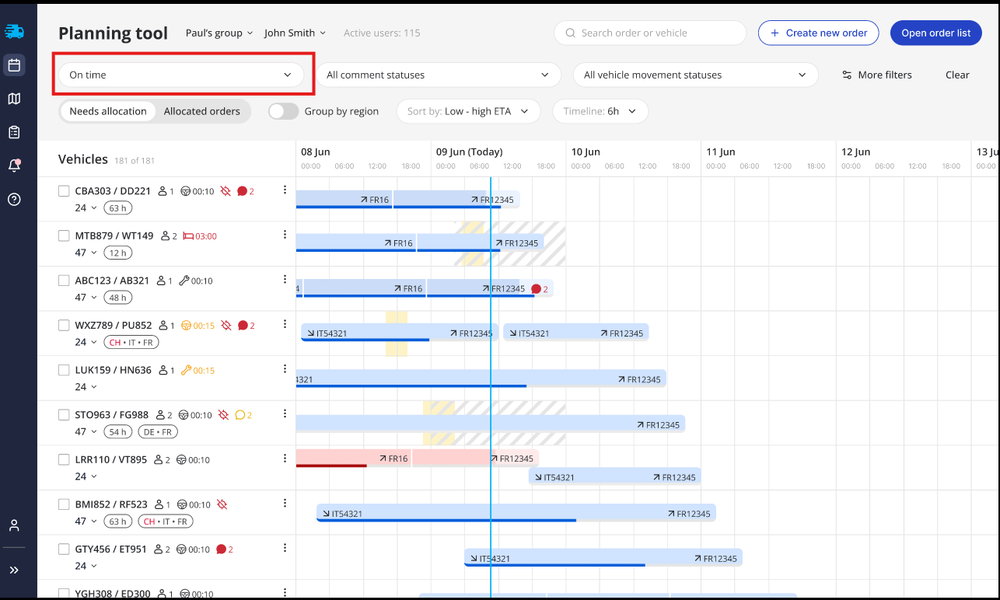 Planning tool Paul's group John Smith Active users: 115 Search order or vehicle + Create new order Open order list
On time All comment statuses All vehicle movement statuses More filters Clear
Needs allocation Allocated orders Group by region Sort by: Low - high ETA Timeline: 6h
Vehicles 181 of 181
08 Jun 09 Jun (Today) 10 Jun 11 Jun 12 Jun 13 Ju
00:00 06:00 12:00 18:00 00:00 06:00 12:00 18:00 00:00 06:00 12:00 18:00 00:00 06:00 12:00 18:00 00:00 06:00 12:00 18:00 00:00
CBA303 / DD221 1 00:10 2
24 63 h
FR16 FR12345
MTB879 / WT149 2 03:00
47 12 h
FR16 FR12345
ABC123 / AB321 1 00:10
47 48 h
4 FR16 FR12345 2
WXZ789 / PU852 1 00:15 2
24 CH • IT • FR
IT54321 FR12345 IT54321 FR12345
LUK159 / HN636 1 00:15
24
4321 FR12345
STO963 / FG988 2 00:10 2
47 54 h DE • FR
FR12345
LRR110 / VT895 2 00:10
24
FR16 FR12345
IT54321 FR12345
BMI852 / RF523 1 00:10
47 63 h CH • IT • FR
IT54321 FR12345
GTY456 / ET951 2 00:10 2
24
IT54321 FR12345
YGH308 / ED300 1 00:10